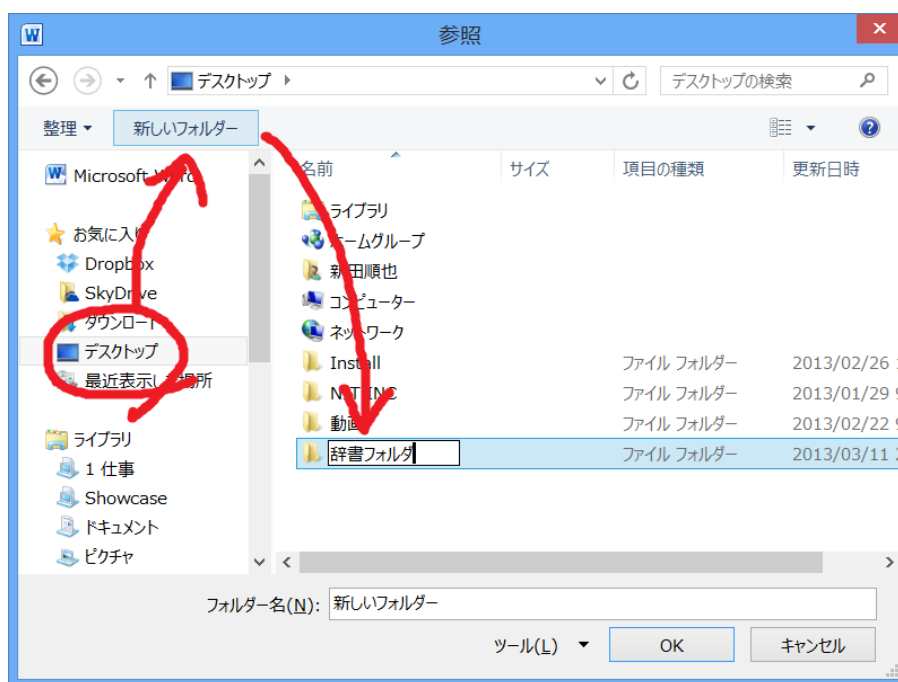 参照
デスクトップ
デスクトップの検索
整理 新しいフォルダー
名前 サイズ 項目の種類 更新日時
Microsoft Word
お気に入り
Dropbox
SkyDrive
ダウンロード
デスクトップ
最近表示した場所
ライブラリ
1 仕事
Showcase
ドキュメント
ピクチャ
ライブラリ
ホームグループ
新田順也
コンピューター
ネットワーク
Install ファイル フォルダー 2013/02/26
ファイル フォルダー 2013/01/29 9
動画 ファイル フォルダー 2013/02/22 9
辞書フォルダ ファイル フォルダー 2013/03/11 2
フォルダー名(N): 新しいフォルダー
ツール(L) OK キャンセル